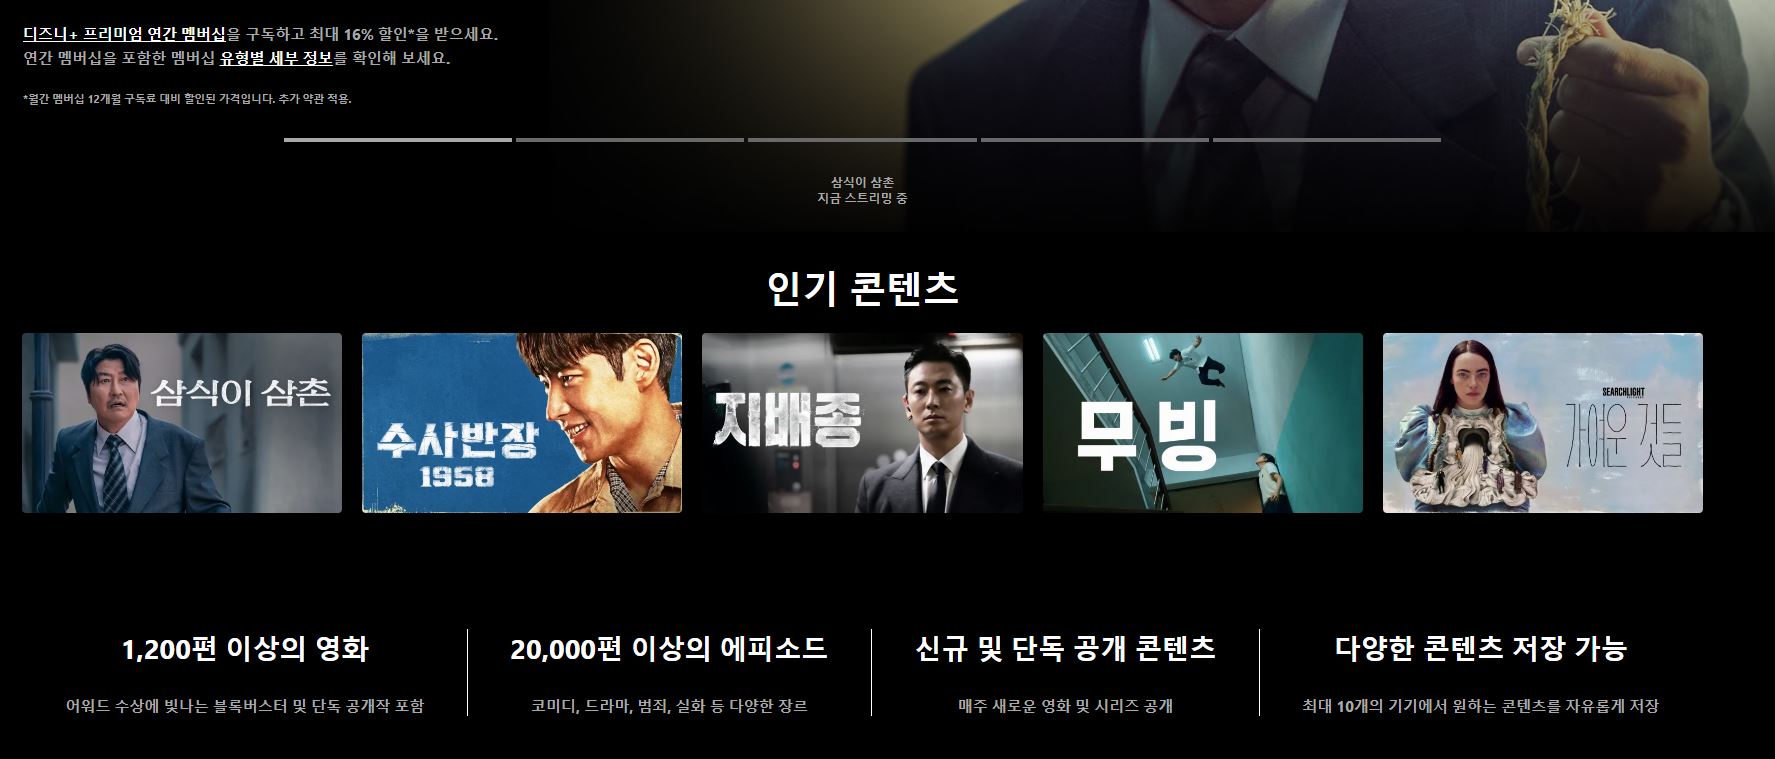 디즈니+ 프리미엄 연간 멤버십을 구독하고 최대 16% 할인*을 받으세요.
연간 멤버십을 포함한 멤버십 유형별 세부 정보를 확인해 보세요.
*월간 멤버십 12개월 구독료 대비 할인된 가격입니다. 추가 약관 적용.
삼식이 삼촌
지금 스트리밍 중
인기 콘텐츠
삼식이 삼촌
수사반장
1958
지배종
무빙
SEARCHLIGHT
가여운 것들
1,200편 이상의 영화
어워드 수상에 빛나는 블록버스터 및 단독 공개작 포함
20,000편 이상의 에피소드
코미디, 드라마, 범죄, 실화 등 다양한 장르
신규 및 단독 공개 콘텐츠
매주 새로운 영화 및 시리즈 공개
다양한 콘텐츠 저장 가능
최대 10개의 기기에서 원하는 콘텐츠를 자유롭게 저장